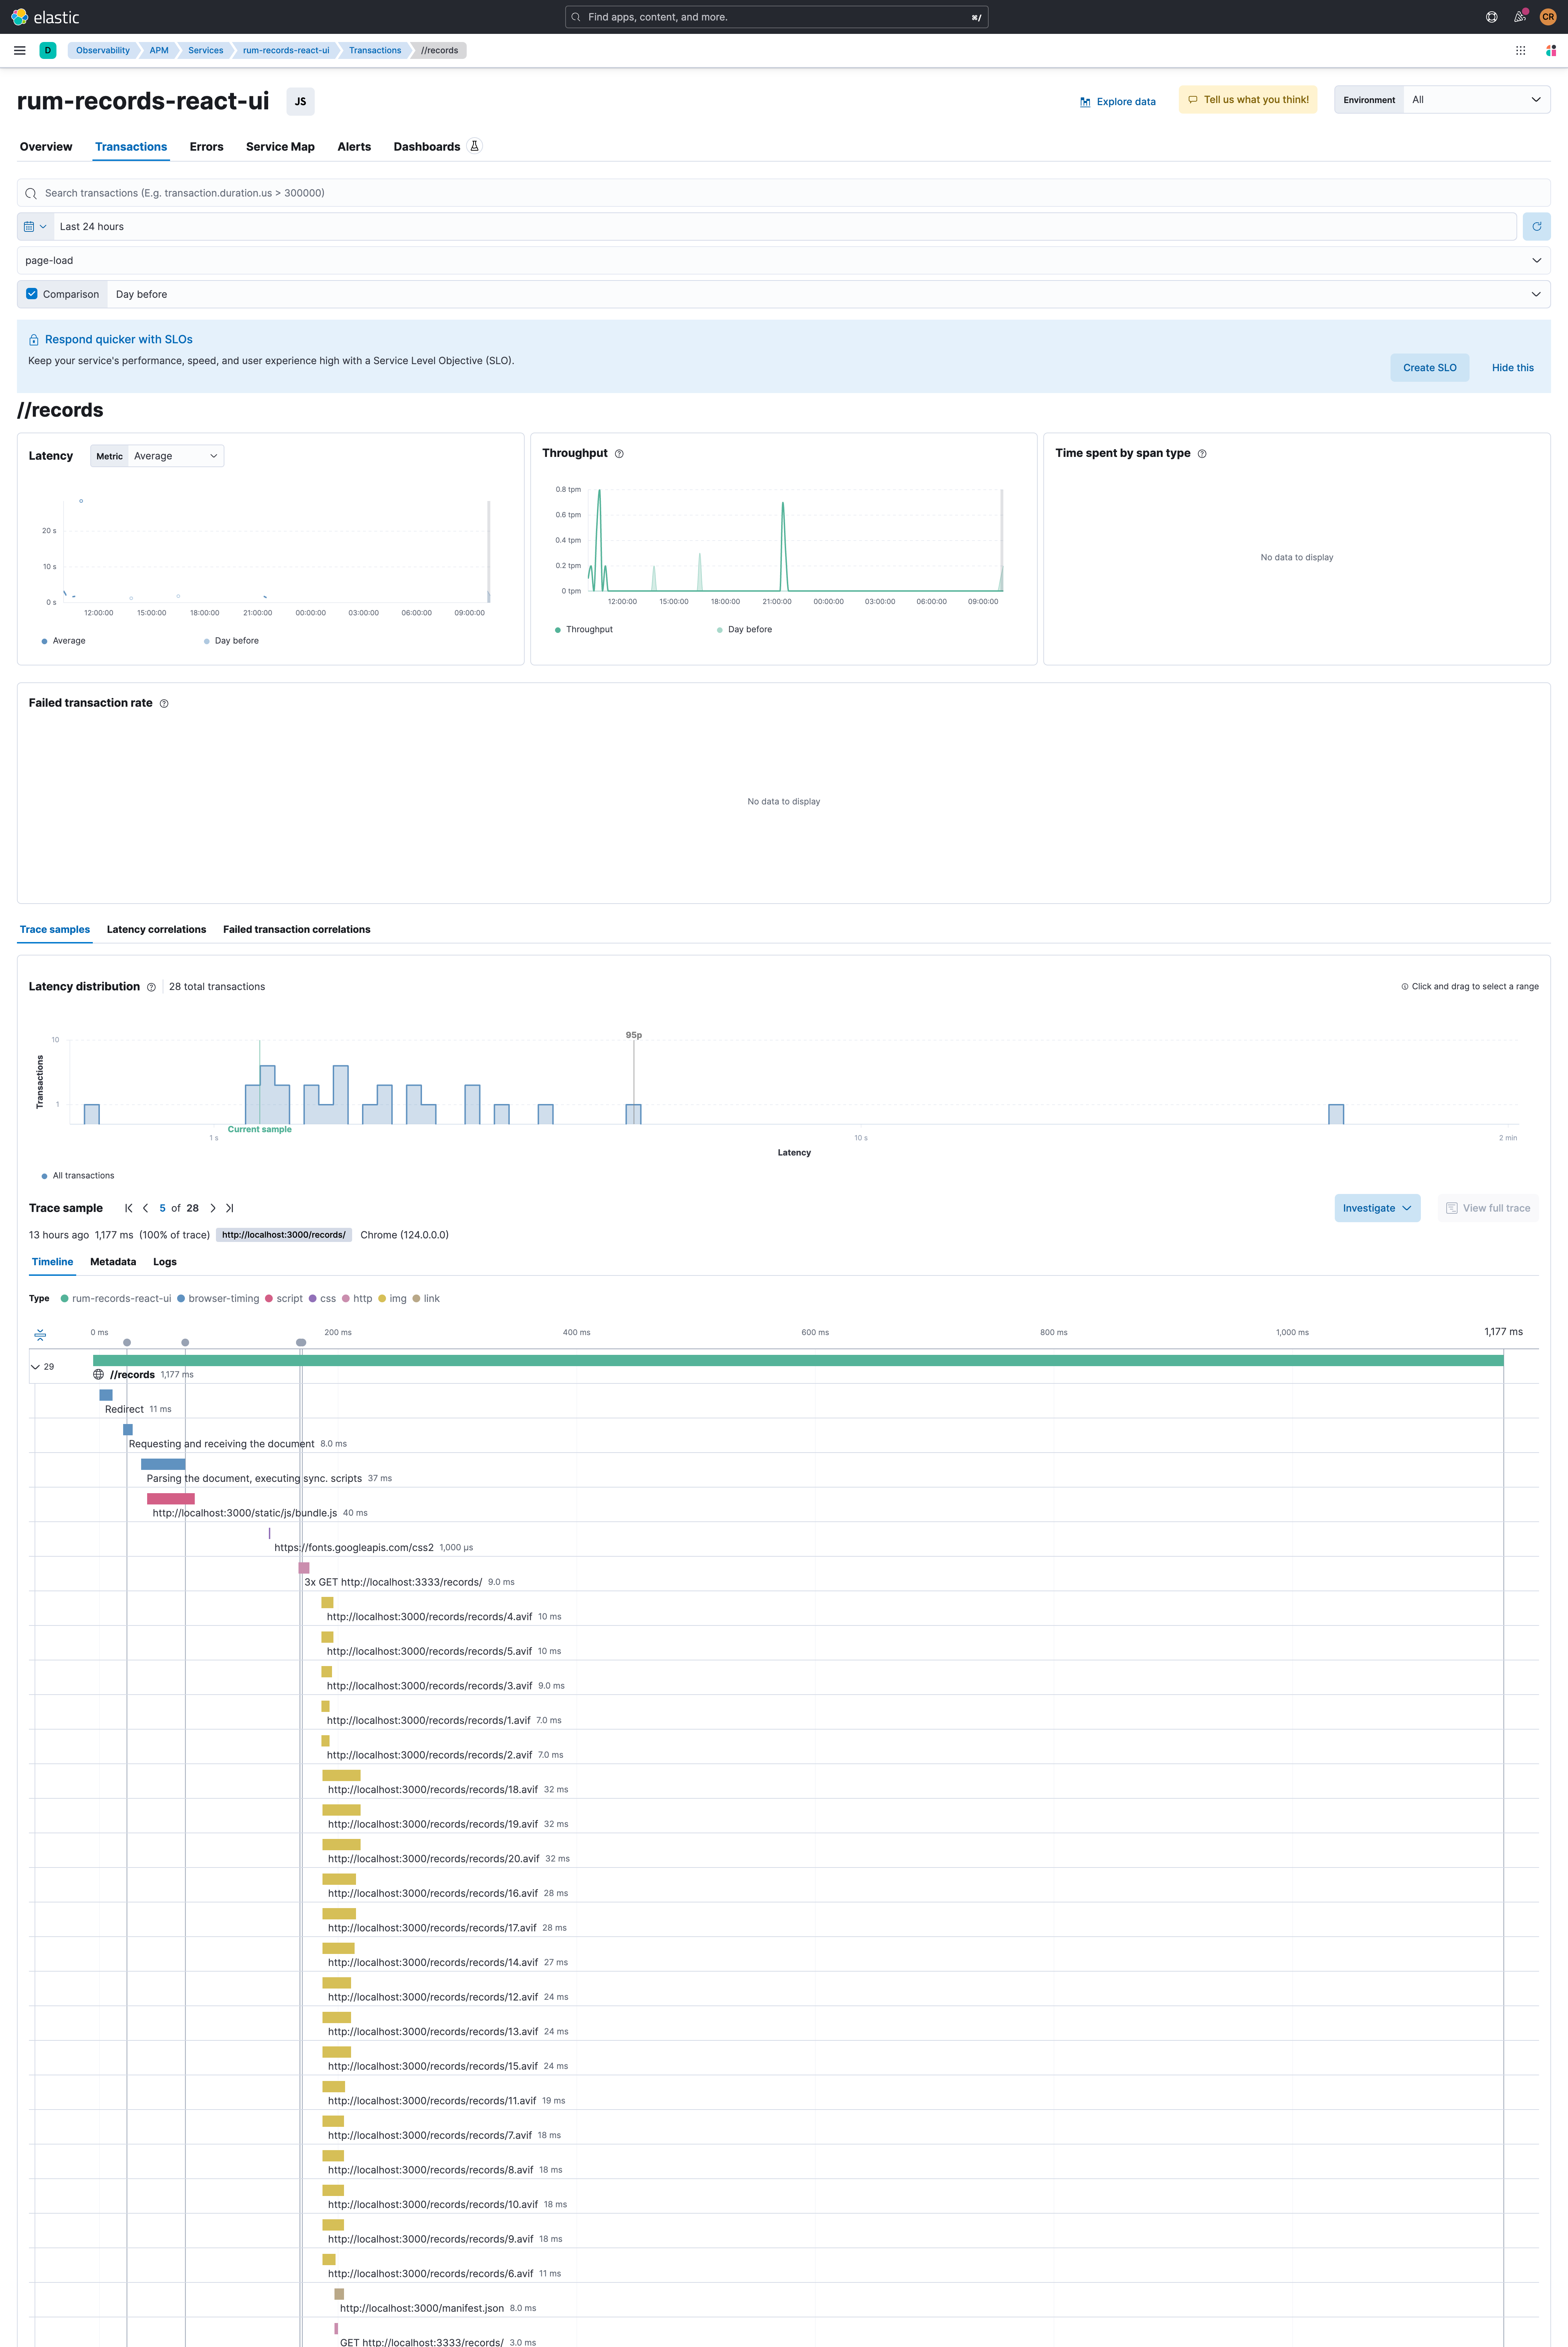 elastic
Find apps, content, and more.
⌘/
CR
D
Observability
APM
Services
rum-records-react-ui
Transactions
//records
rum-records-react-ui
JS
Explore data
Tell us what you think!
Environment
All
Overview
Transactions
Errors
Service Map
Alerts
Dashboards
Search transactions (E.g. transaction.duration.us > 300000)
Last 24 hours
page-load
Comparison
Day before
Respond quicker with SLOs
Keep your service's performance, speed, and user experience high with a Service Level Objective (SLO).
Create SLO
Hide this
//records
Latency
Metric
Average
20 s
10 s
0 s
12:00:00
15:00:00
18:00:00
21:00:00
00:00:00
03:00:00
06:00:00
09:00:00
Average
Day before
Throughput
0.8 tpm
0.6 tpm
0.4 tpm
0.2 tpm
0 tpm
12:00:00
15:00:00
18:00:00
21:00:00
00:00:00
03:00:00
06:00:00
09:00:00
Throughput
Day before
Time spent by span type
No data to display
Failed transaction rate
No data to display
Trace samples
Latency correlations
Failed transaction correlations
Latency distribution
28 total transactions
Click and drag to select a range
Transactions
10
1
95p
Current sample
1 s
10 s
2 min
Latency
All transactions
Trace sample
5 of 28
Investigate
View full trace
13 hours ago
1,177 ms
(100% of trace)
http://localhost:3000/records/
Chrome (124.0.0.0)
Timeline
Metadata
Logs
Type
rum-records-react-ui
browser-timing
script
css
http
img
link
0 ms
200 ms
400 ms
600 ms
800 ms
1,000 ms
1,177 ms
29
//records 1,177 ms
Redirect 11 ms
Requesting and receiving the document 8.0 ms
Parsing the document, executing sync. scripts 37 ms
http://localhost:3000/static/js/bundle.js 40 ms
https://fonts.googleapis.com/css2 1,000 μs
3x GET http://localhost:3333/records/ 9.0 ms
http://localhost:3000/records/records/4.avif 10 ms
http://localhost:3000/records/records/5.avif 10 ms
http://localhost:3000/records/records/3.avif 9.0 ms
http://localhost:3000/records/records/1.avif 7.0 ms
http://localhost:3000/records/records/2.avif 7.0 ms
http://localhost:3000/records/records/18.avif 32 ms
http://localhost:3000/records/records/19.avif 32 ms
http://localhost:3000/records/records/20.avif 32 ms
http://localhost:3000/records/records/16.avif 28 ms
http://localhost:3000/records/records/17.avif 28 ms
http://localhost:3000/records/records/14.avif 27 ms
http://localhost:3000/records/records/12.avif 24 ms
http://localhost:3000/records/records/13.avif 24 ms
http://localhost:3000/records/records/15.avif 24 ms
http://localhost:3000/records/records/11.avif 19 ms
http://localhost:3000/records/records/7.avif 18 ms
http://localhost:3000/records/records/8.avif 18 ms
http://localhost:3000/records/records/10.avif 18 ms
http://localhost:3000/records/records/9.avif 18 ms
http://localhost:3000/records/records/6.avif 11 ms
http://localhost:3000/manifest.json 8.0 ms
GET http://localhost:3333/records/ 3.0 ms